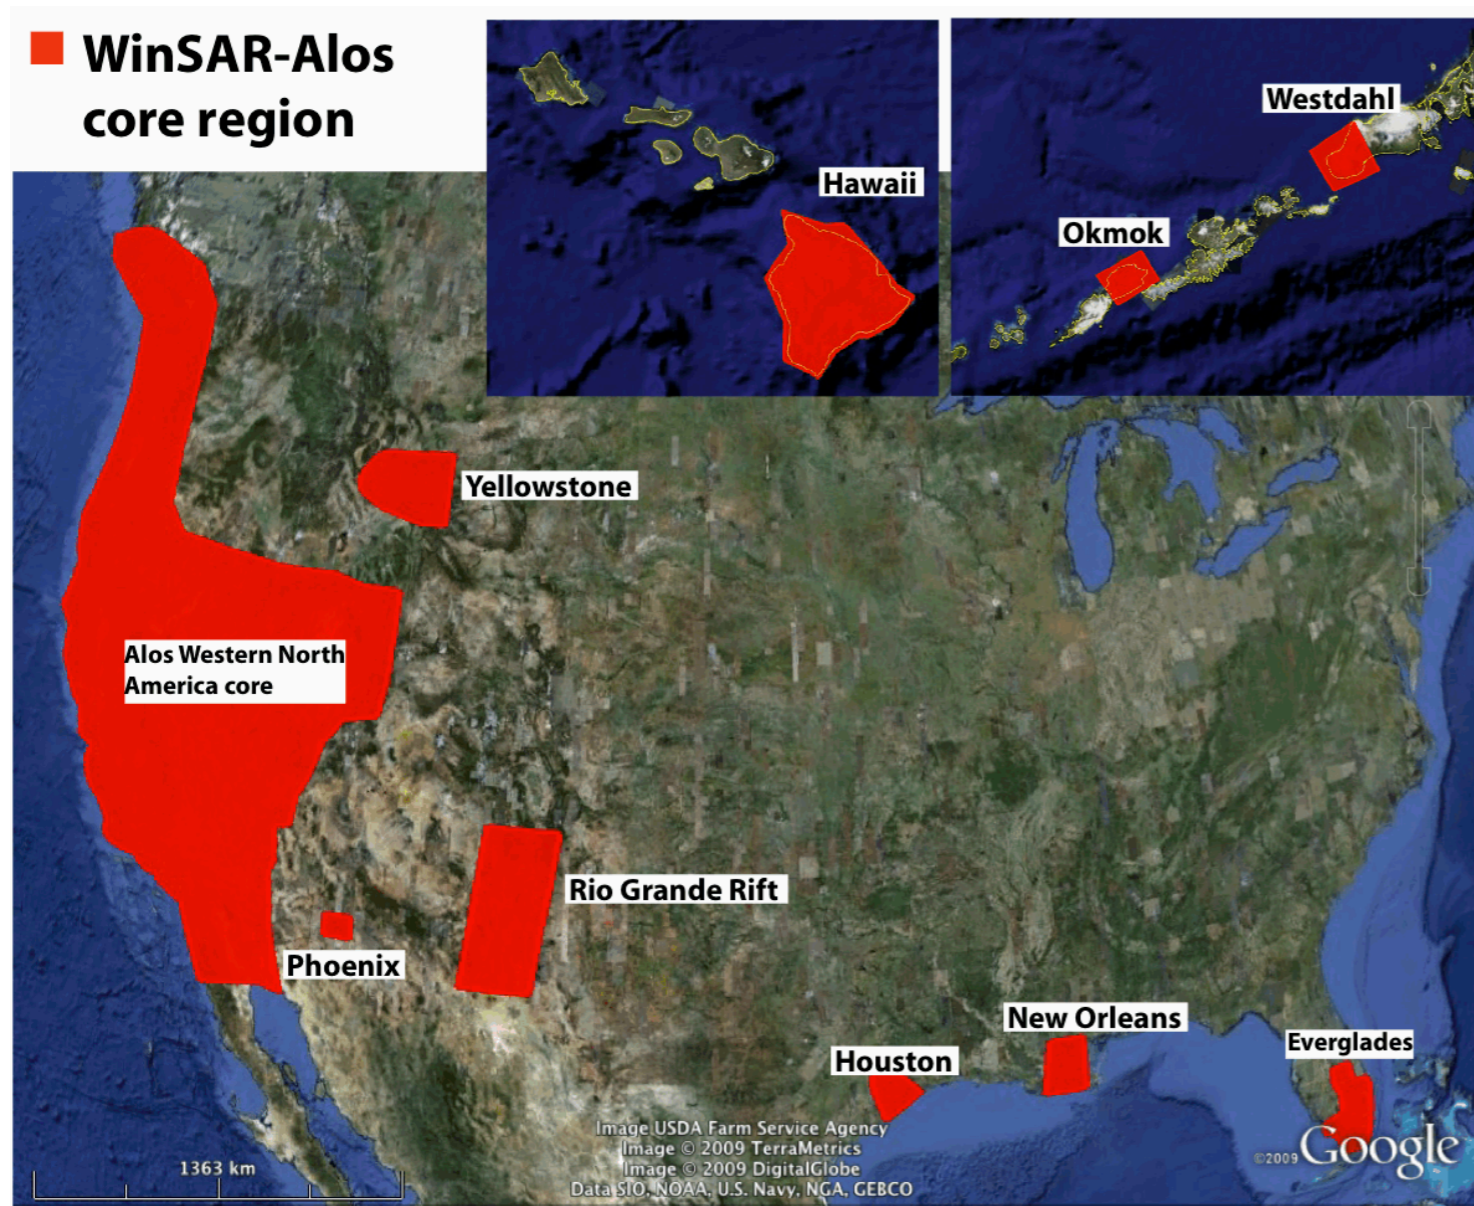 WinSAR-Alos
core region
Hawaii
Westdahl
Okmok
Yellowstone
Alos Western North
America core
Rio Grande Rift
Phoenix
New Orleans
Houston
Everglades
Image USDA Farm Service Agency
Image © 2009 TerraMetrics
Image © 2009 DigitalGlobe
Data SIO, NOAA, U.S. Navy, NGA, GEBCO
©2009 Google
1363 km